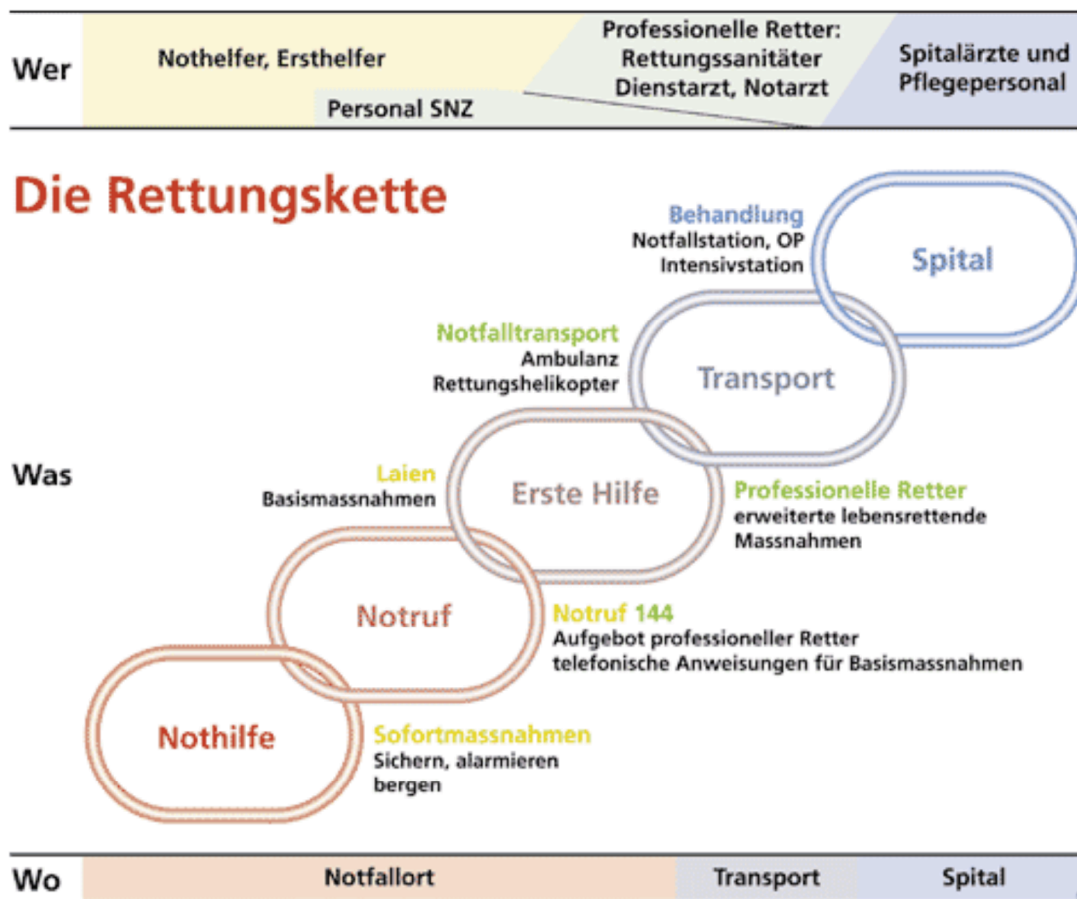 Wer
Nothelfer, Ersthelfer
Personal SNZ
Professionelle Retter:
Rettungssanitäter
Dienstarzt, Notarzt
Spitalärzte und
Pflegepersonal
Die Rettungskette
Behandlung
Notfallstation, OP
Intensivstation
Spital
Notfalltransport
Ambulanz
Rettungshelikopter
Transport
Was
Laien
Basismassnahmen
Erste Hilfe
Professionelle Retter
erweiterte lebensrettende
Massnahmen
Notruf
Notruf 144
Aufgebot professioneller Retter
telefonische Anweisungen für Basismassnahmen
Nothilfe
Sofortmassnahmen
Sichern, alarmieren
bergen
Wo
Notfallort
Transport
Spital